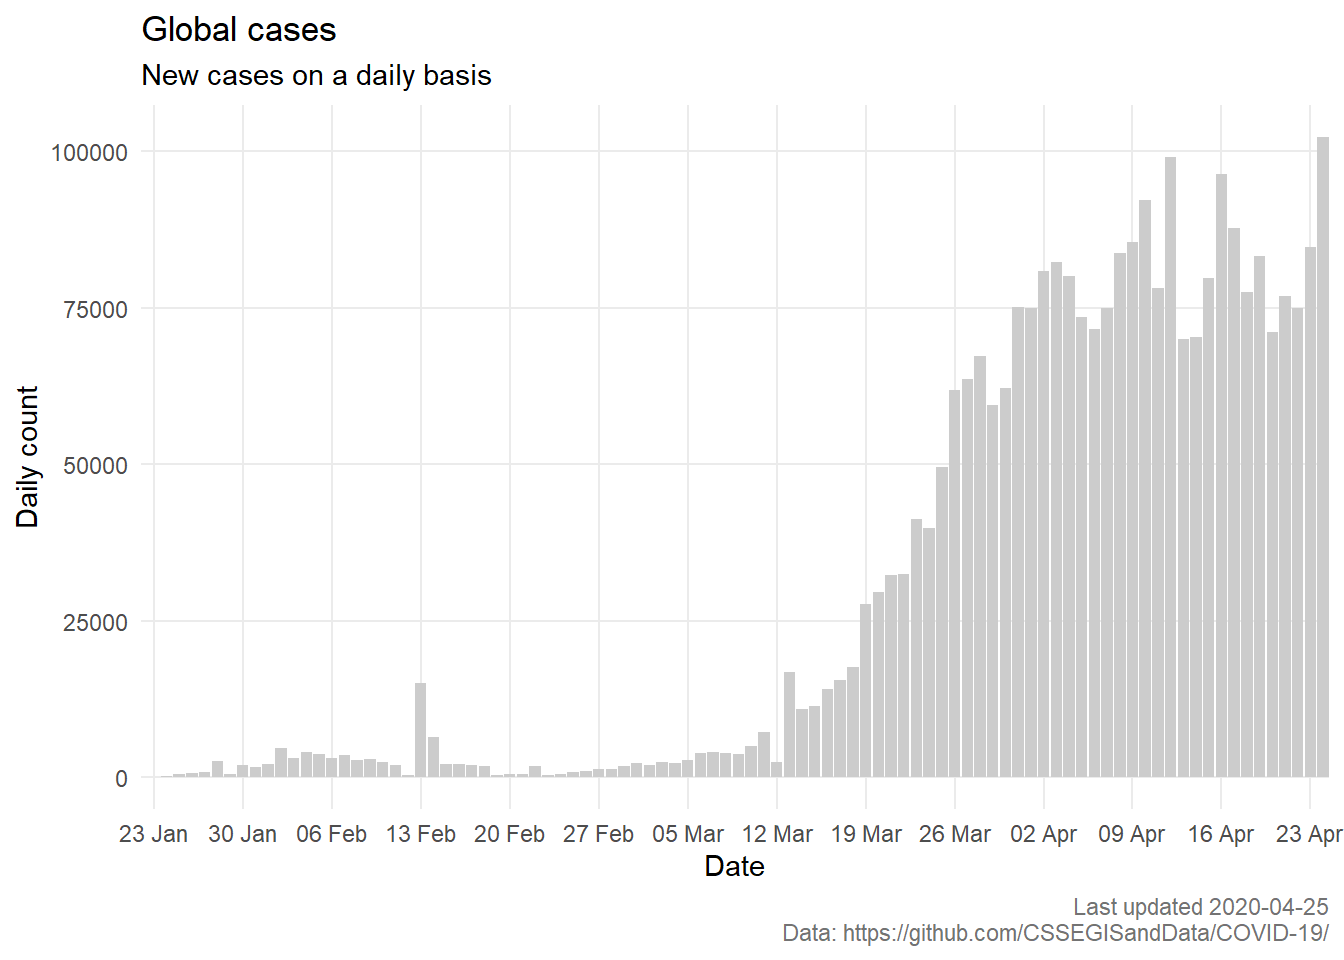 Global cases
New cases on a daily basis
100000
75000
50000
25000
0
Daily count
23 Jan 30 Jan 06 Feb 13 Feb 20 Feb 27 Feb 05 Mar 12 Mar 19 Mar 26 Mar 02 Apr 09 Apr 16 Apr 23 Apr
Date
Last updated 2020-04-25
Data: https://github.com/CSSEGISandData/COVID-19/